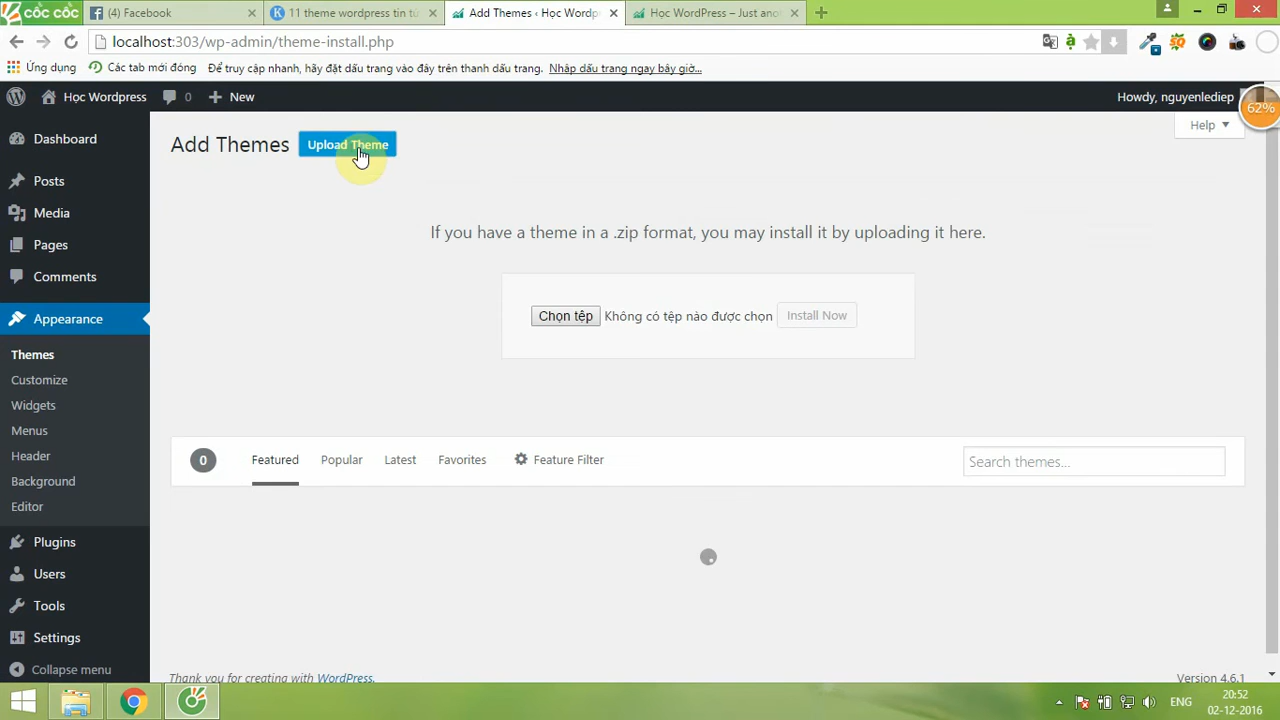 cốc cốc
(4) Facebook
11 theme wordpress tin tứ
Add Themes ‹ Học Wordp
Học WordPress – Just ano
localhost:303/wp-admin/theme-install.php
Ứng dụng
Các tab mới đóng
Để truy cập nhanh, hãy đặt dấu trang vào đây trên thanh dấu trang.
Nhập dấu trang ngay bây giờ...
Học Wordpress
0
New
Howdy, nguyenlediep
62%
Help
Add Themes
Upload Theme
Dashboard
Posts
Media
Pages
Comments
Appearance
Themes
Customize
Widgets
Menus
Header
Background
Editor
Plugins
Users
Tools
Settings
Collapse menu
If you have a theme in a .zip format, you may install it by uploading it here.
Chọn tệp Không có tệp nào được chọn Install Now
0
Featured
Popular
Latest
Favorites
Feature Filter
Search themes...
Thank you for creating with WordPress.
Version 4.6.1
ENG
20:52
02-12-2016